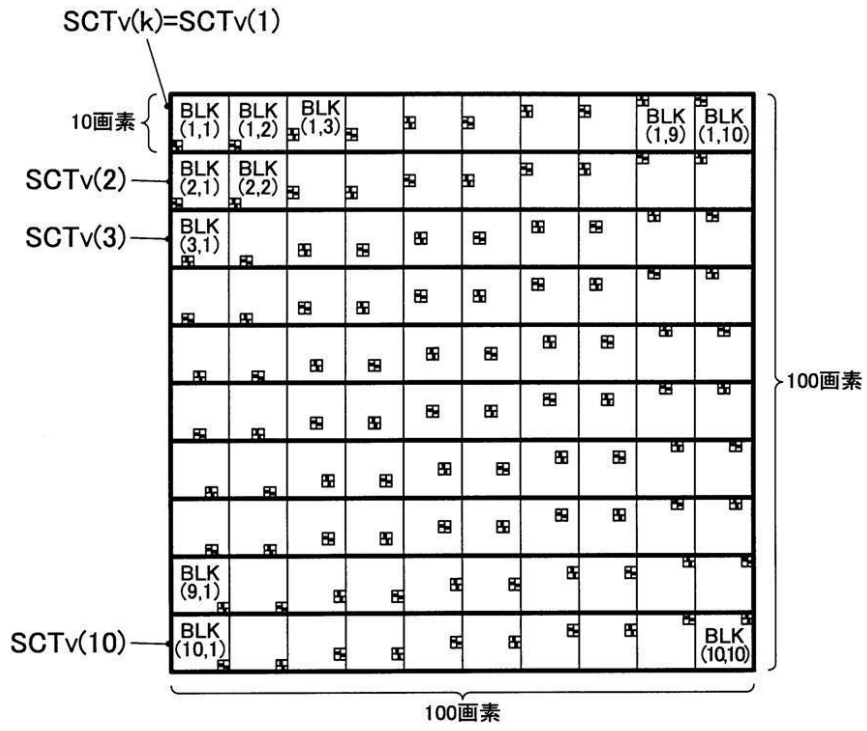 SCTv(k)=SCTv(1)
10画素
BLK
(1,1)
BLK
(1,2)
BLK
(1,3)
BLK
(1,9)
BLK
(1,10)
SCTv(2)
BLK
(2,1)
BLK
(2,2)
SCTv(3)
BLK
(3,1)
100画素
BLK
(9,1)
SCTv(10)
BLK
(10,1)
BLK
(10,10)
100画素